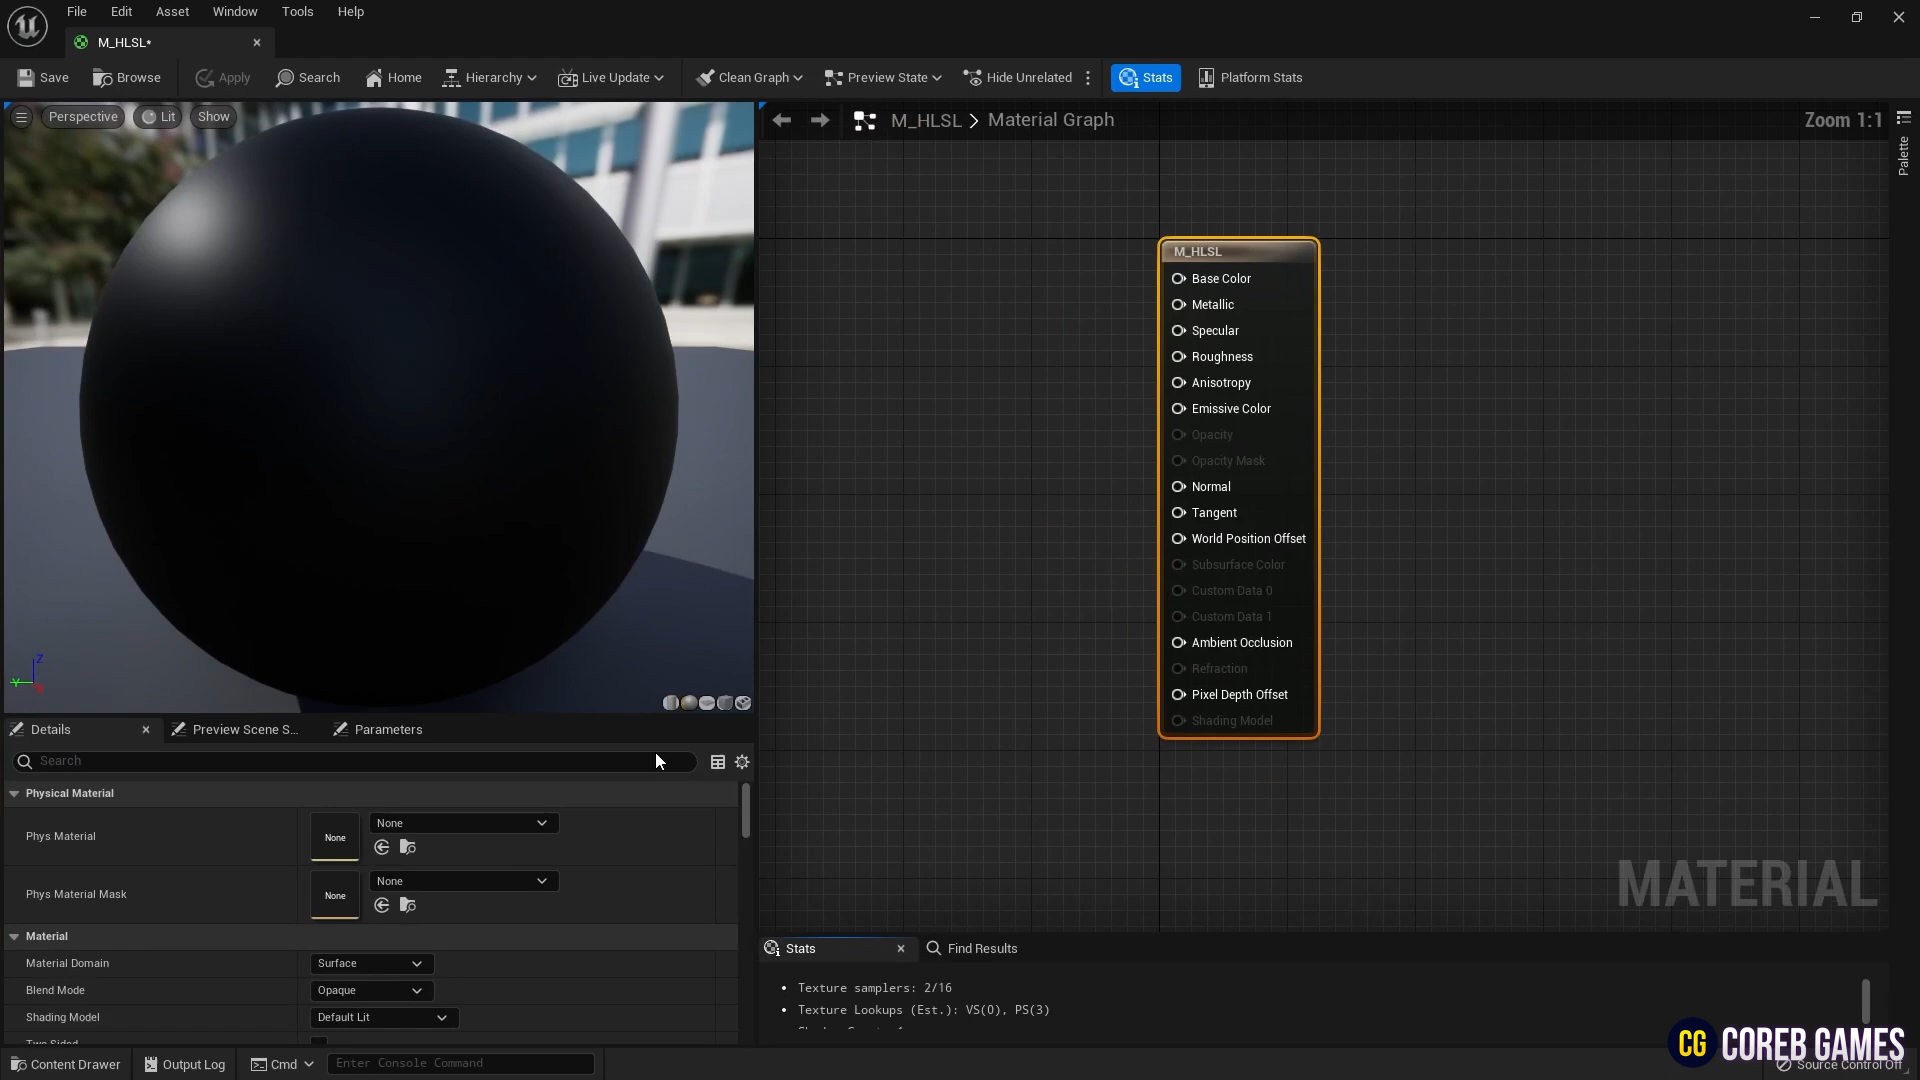 File Edit Asset Window Tools Help
M_HLSL*
Save Browse Apply Search Home Hierarchy Live Update Clean Graph Preview State Hide Unrelated Stats Platform Stats
Perspective Lit Show
M_HLSL > Material Graph
Zoom 1:1
Palette
M_HLSL
Base Color
Metallic
Specular
Roughness
Anisotropy
Emissive Color
Opacity
Opacity Mask
Normal
Tangent
World Position Offset
Subsurface Color
Custom Data 0
Custom Data 1
Ambient Occlusion
Refraction
Pixel Depth Offset
Shading Model
MATERIAL
Z
Y
Details Preview Scene S... Parameters
Search
Physical Material
Phys Material None None
Phys Material Mask None None
Material
Material Domain Surface
Blend Mode Opaque
Shading Model Default Lit
Two Sided
Stats Find Results
Texture samplers: 2/16
Texture Lookups (Est.): VS(0), PS(3)
CG COREB GAMES
Content Drawer Output Log Cmd Enter Console Command Source Control Off